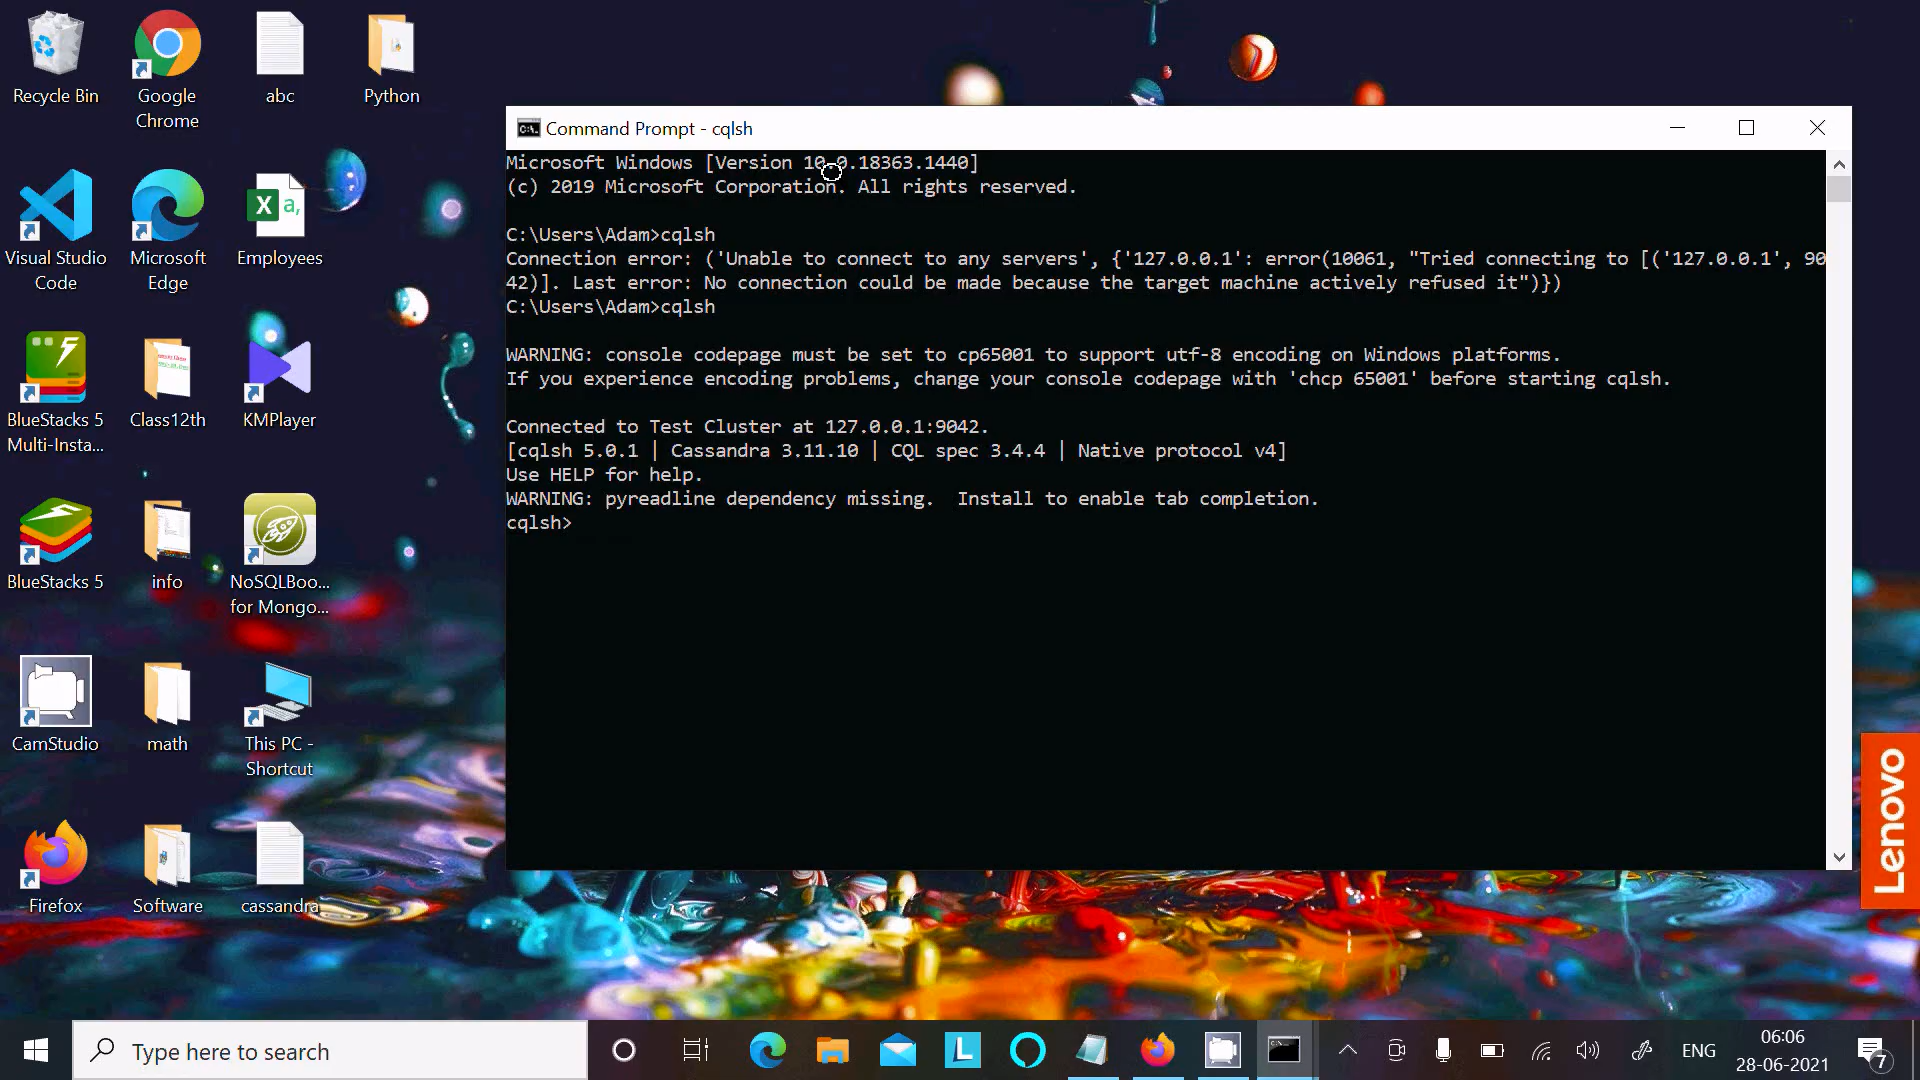 Recycle Bin
Google
Chrome
abc
Python
Visual Studio
Code
Microsoft
Edge
Employees
BlueStacks 5
Multi-Insta...
Class12th
KMPlayer
BlueStacks 5
info
NoSQLBoo...
for Mongo...
CamStudio
math
This PC -
Shortcut
Firefox
Software
cassandra
Command Prompt - cqlsh
Microsoft Windows [Version 10.0.18363.1440]
(c) 2019 Microsoft Corporation. All rights reserved.
C:\Users\Adam>cqlsh
Connection error: ('Unable to connect to any servers', {'127.0.0.1': error(10061, "Tried connecting to [('127.0.0.1', 90
42)]. Last error: No connection could be made because the target machine actively refused it")})
C:\Users\Adam>cqlsh
WARNING: console codepage must be set to cp65001 to support utf-8 encoding on Windows platforms.
If you experience encoding problems, change your console codepage with 'chcp 65001' before starting cqlsh.
Connected to Test Cluster at 127.0.0.1:9042.
[cqlsh 5.0.1 | Cassandra 3.11.10 | CQL spec 3.4.4 | Native protocol v4]
Use HELP for help.
WARNING: pyreadline dependency missing.  Install to enable tab completion.
cqlsh>
Lenovo
Type here to search
L
ENG
06:06
28-06-2021
7